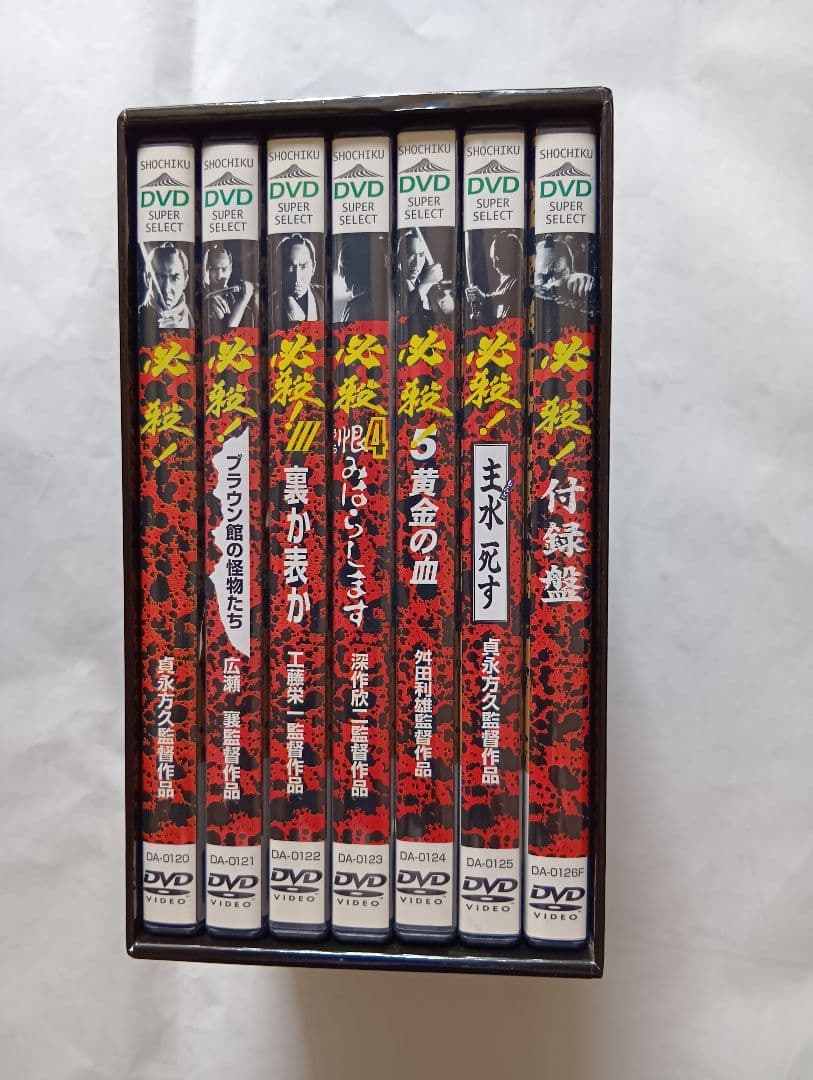 SHOCHIKU
DVD
SUPER
SELECT
必殺!
貞永方久監督作品
DA-0120
DVD
VIDEO
SHOCHIKU
DVD
SUPER
SELECT
必殺!
ブラウン館の怪物たち
広瀬 襄監督作品
DA-0121
DVD
VIDEO
SHOCHIKU
DVD
SUPER
SELECT
必殺!III
裏か表か
工藤栄一監督作品
DA-0122
DVD
VIDEO
SHOCHIKU
DVD
SUPER
SELECT
必殺4
恨みはらします
深作欣二監督作品
DA-0123
DVD
VIDEO
SHOCHIKU
DVD
SUPER
SELECT
必殺!5
黄金の血
舛田利雄監督作品
DA-0124
DVD
VIDEO
SHOCHIKU
DVD
SUPER
SELECT
必殺!
主水 死す
貞永方久監督作品
DA-0125
DVD
VIDEO
SHOCHIKU
DVD
SUPER
SELECT
必殺!
付録盤
DA-0126F
DVD
VIDEO